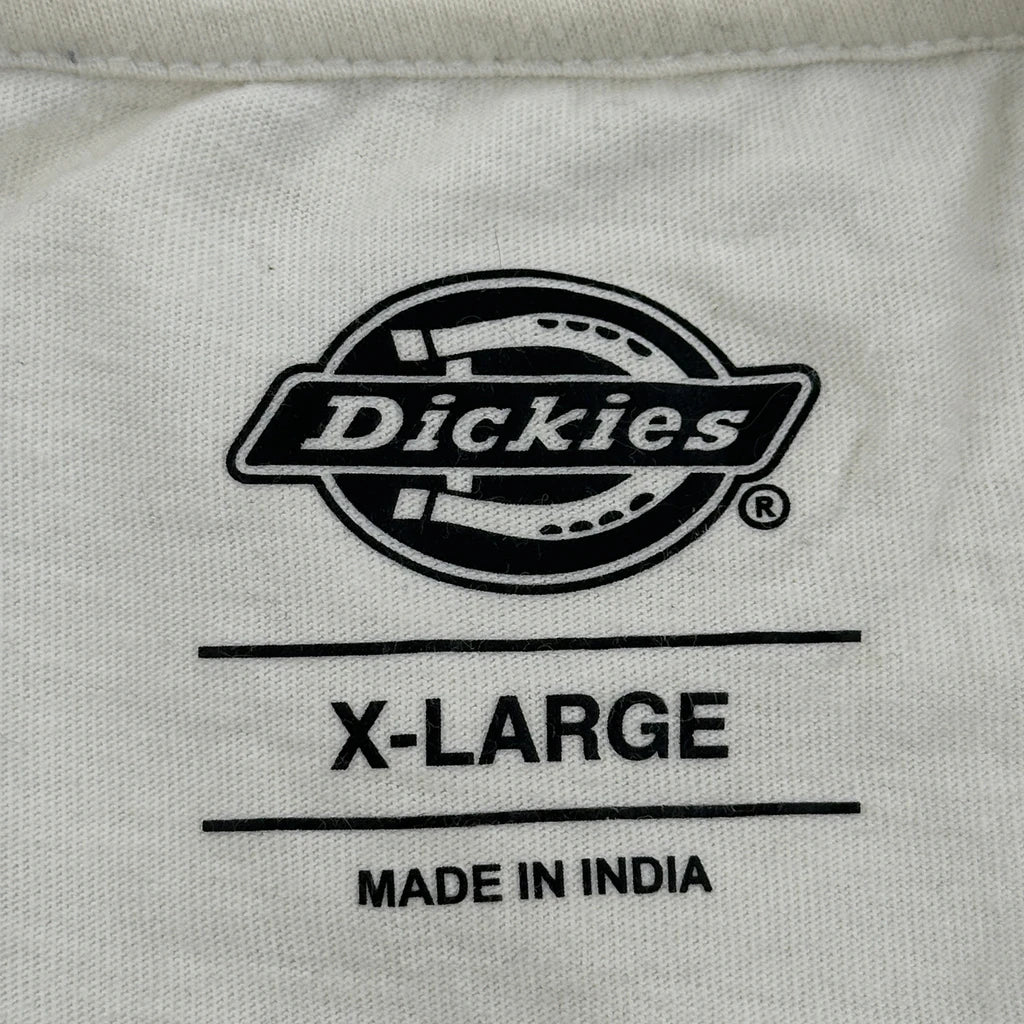 Dickies
®
X-LARGE
MADE IN INDIA